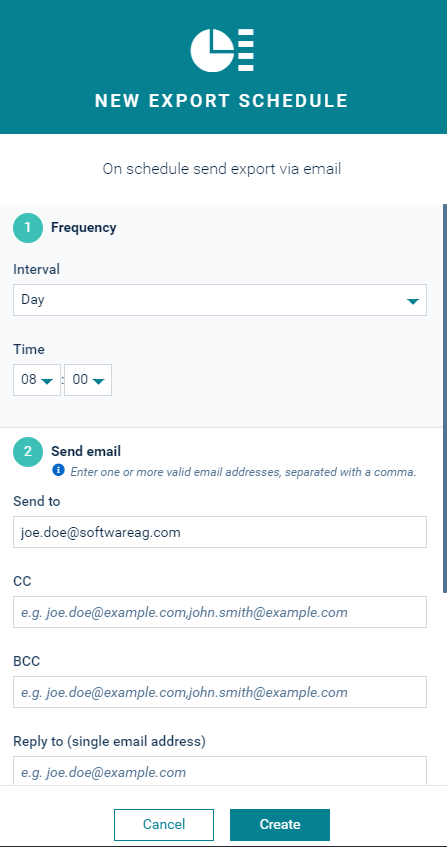 NEW EXPORT SCHEDULE
On schedule send export via email
1 Frequency
Interval
Day
Time
08 : 00
2 Send email
i Enter one or more valid email addresses, separated with a comma.
Send to
joe.doe@softwareag.com
CC
e.g. joe.doe@example.com,john.smith@example.com
BCC
e.g. joe.doe@example.com,john.smith@example.com
Reply to (single email address)
e.g. joe.doe@example.com
Cancel Create